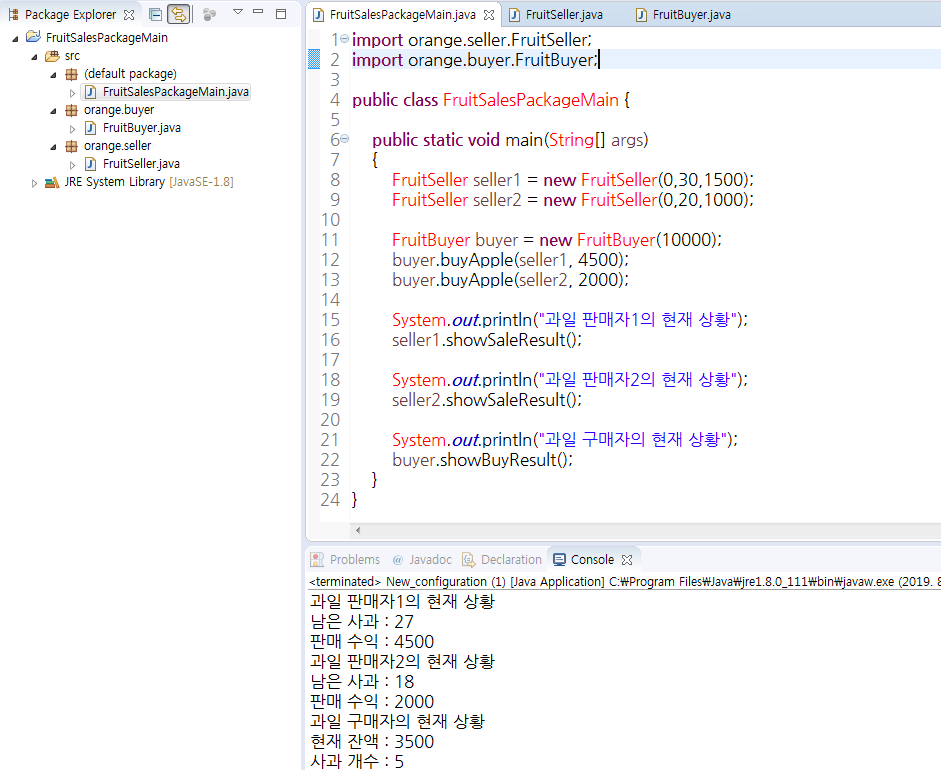 Package Explorer
FruitSalesPackageMain
src
(default package)
FruitSalesPackageMain.java
orange.buyer
FruitBuyer.java
orange.seller
FruitSeller.java
JRE System Library [JavaSE-1.8]
FruitSalesPackageMain.java FruitSeller.java FruitBuyer.java
1 import orange.seller.FruitSeller;
2 import orange.buyer.FruitBuyer;
3
4 public class FruitSalesPackageMain {
5
6 public static void main(String[] args)
7 {
8 FruitSeller seller1 = new FruitSeller(0,30,1500);
9 FruitSeller seller2 = new FruitSeller(0,20,1000);
10
11 FruitBuyer buyer = new FruitBuyer(10000);
12 buyer.buyApple(seller1, 4500);
13 buyer.buyApple(seller2, 2000);
14
15 System.out.println("과일 판매자1의 현재 상황");
16 seller1.showSaleResult();
17
18 System.out.println("과일 판매자2의 현재 상황");
19 seller2.showSaleResult();
20
21 System.out.println("과일 구매자의 현재 상황");
22 buyer.showBuyResult();
23 }
24 }
Problems @ Javadoc Declaration Console
<terminated> New_configuration (1) [Java Application] C:₩Program Files₩Java₩jre1.8.0_111₩bin₩javaw.exe (2019. 8
과일 판매자1의 현재 상황
남은 사과 : 27
판매 수익 : 4500
과일 판매자2의 현재 상황
남은 사과 : 18
판매 수익 : 2000
과일 구매자의 현재 상황
현재 잔액 : 3500
사과 개수 : 5